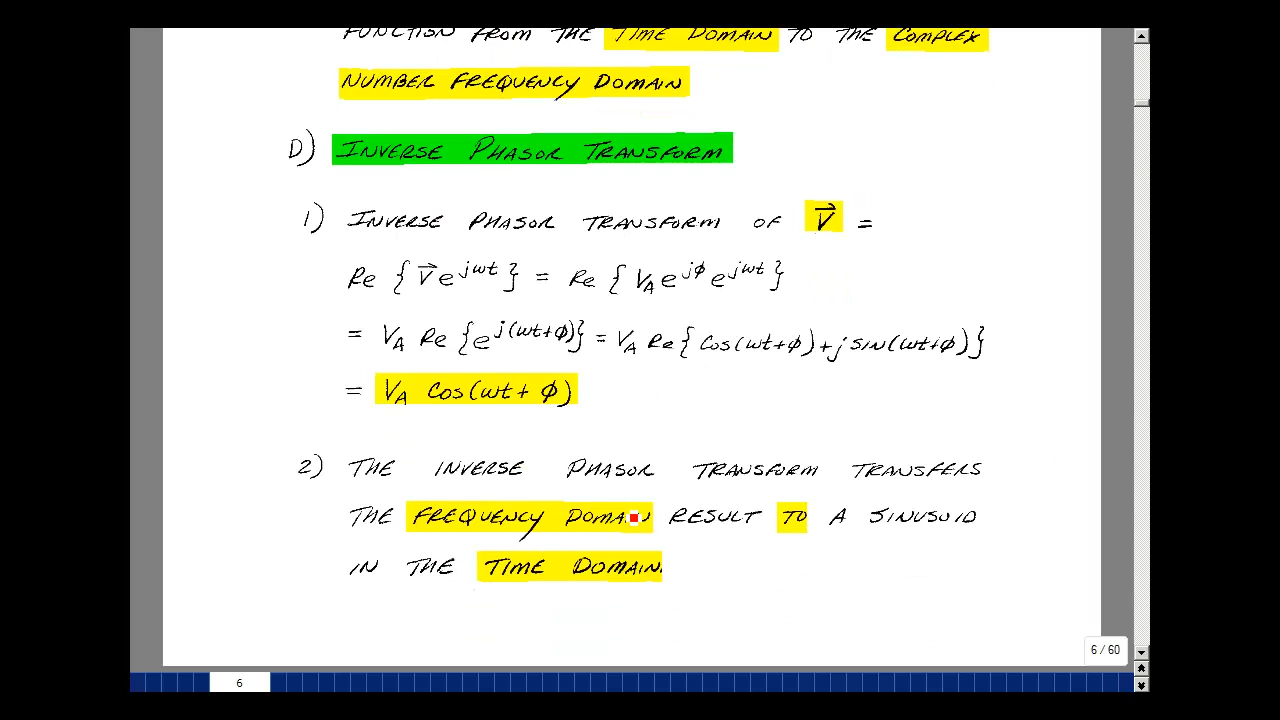 FUNCTION FROM THE TIME DOMAIN TO THE COMPLEX
NUMBER FREQUENCY DOMAIN
D) INVERSE PHASOR TRANSFORM
1) INVERSE PHASOR TRANSFORM OF V⃗ =
Re { V⃗ e^{jωt} } = Re { V_A e^{jϕ} e^{jωt} }
= V_A Re { e^{j(ωt+ϕ)} } = V_A Re { cos(ωt+ϕ) + j sin(ωt+ϕ) }
= V_A cos(ωt + ϕ)
2) THE INVERSE PHASOR TRANSFORM TRANSFERS
THE FREQUENCY DOMAIN RESULT TO A SINUSOID
IN THE TIME DOMAIN.
6 / 60
6